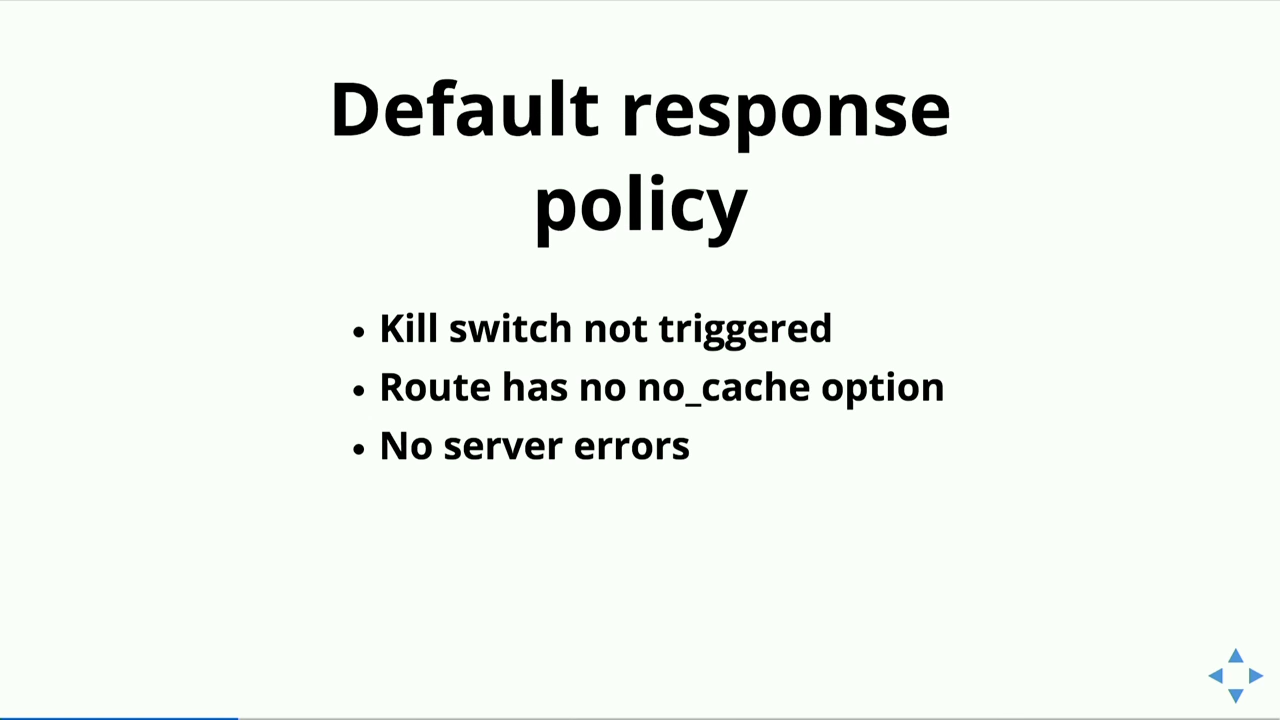 Default response
policy
• Kill switch not triggered
• Route has no no_cache option
• No server errors